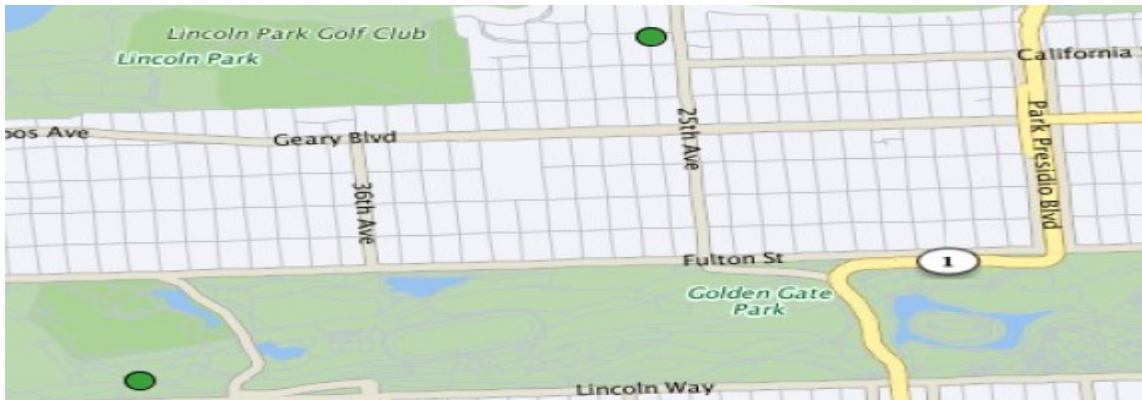 Lincoln Park Golf Club
Lincoln Park
California
oos Ave
Geary Blvd
25th Ave
Park Presidio Blvd
36th Ave
Fulton St
1
Golden Gate
Park
Lincoln Way